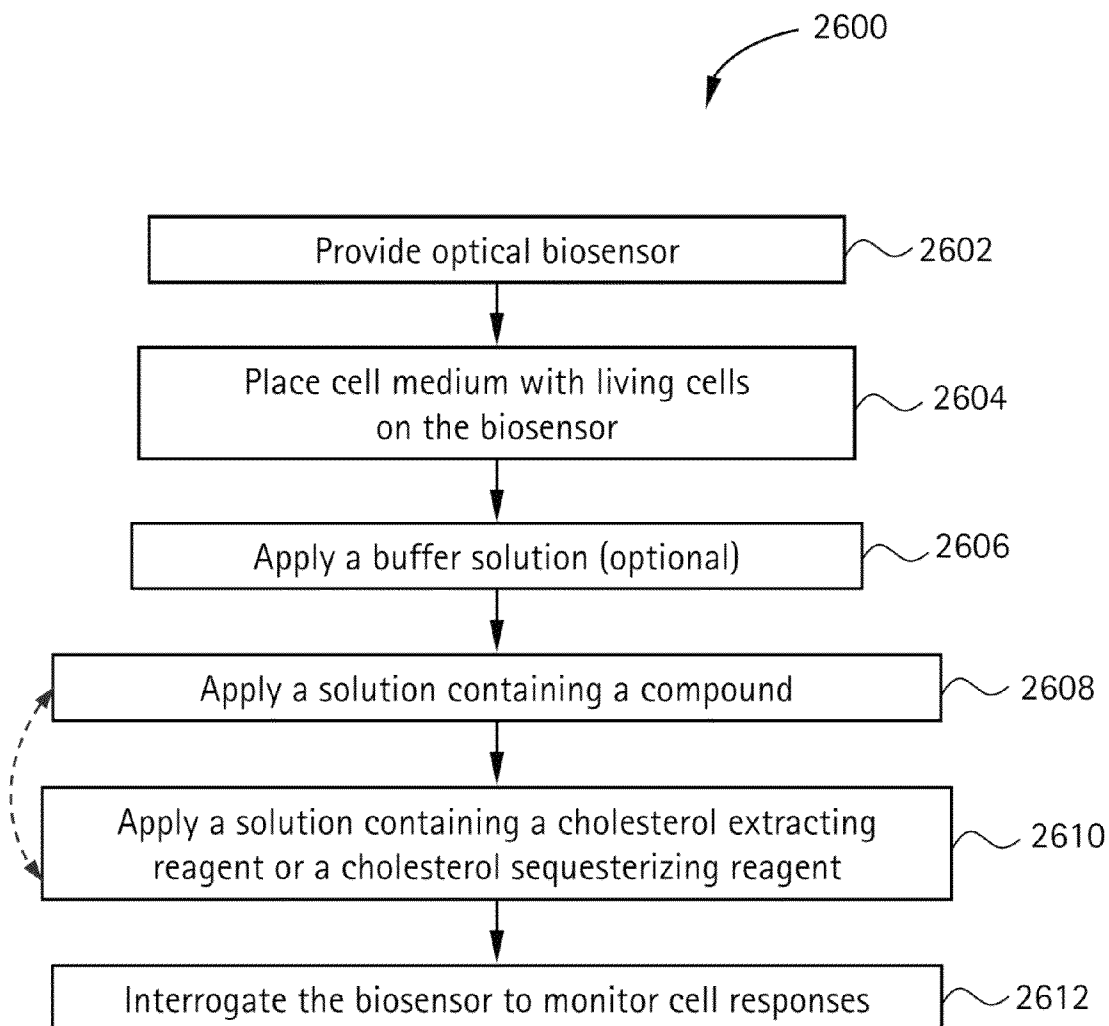 2600
Provide optical biosensor
2602
Place cell medium with living cells
on the biosensor
2604
Apply a buffer solution (optional)
2606
Apply a solution containing a compound
2608
Apply a solution containing a cholesterol extracting
reagent or a cholesterol sequesterizing reagent
2610
Interrogate the biosensor to monitor cell responses
2612